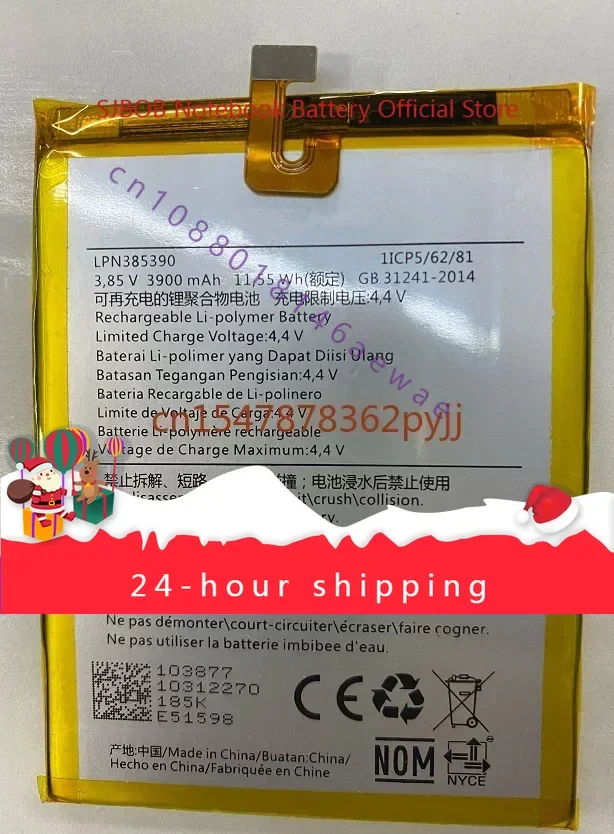 SJBOB Notebook Battery Official Store
cn1088018146aewae
LPN385390 1ICP5/62/81
3,85 V 3900 mAh 11,55 Wh(额定) GB 31241-2014
可再充电的锂聚合物电池 充电限制电压:4,4 V
Rechargeable Li-polymer Battery
Limited Charge Voltage:4,4 V
Baterai Li-polimer yang Dapat Diisi Ulang
Batasan Tegangan Pengisian:4,4 V
Bateria Recargable de Li-polinero
Limite de Voltaje de Carga:4,4 V
cn1547878362pyjj
Batterie Li-polymère rechargeable
Voltage de Charge Maximum:4,4 V
禁止拆解、短路、 撞；电池浸水后禁止使用
it\crush\collision.
24-hour shipping
Ne pas démonter\court-circuiter\écraser\faire cogner.
Ne pas utiliser la batterie imbibee d'eau.
103877
10312270
185K
E51598
产地:中国/Made in China/Buatan:China/
Hecho en China/Fabriquée en Chine
NOM
NYCE